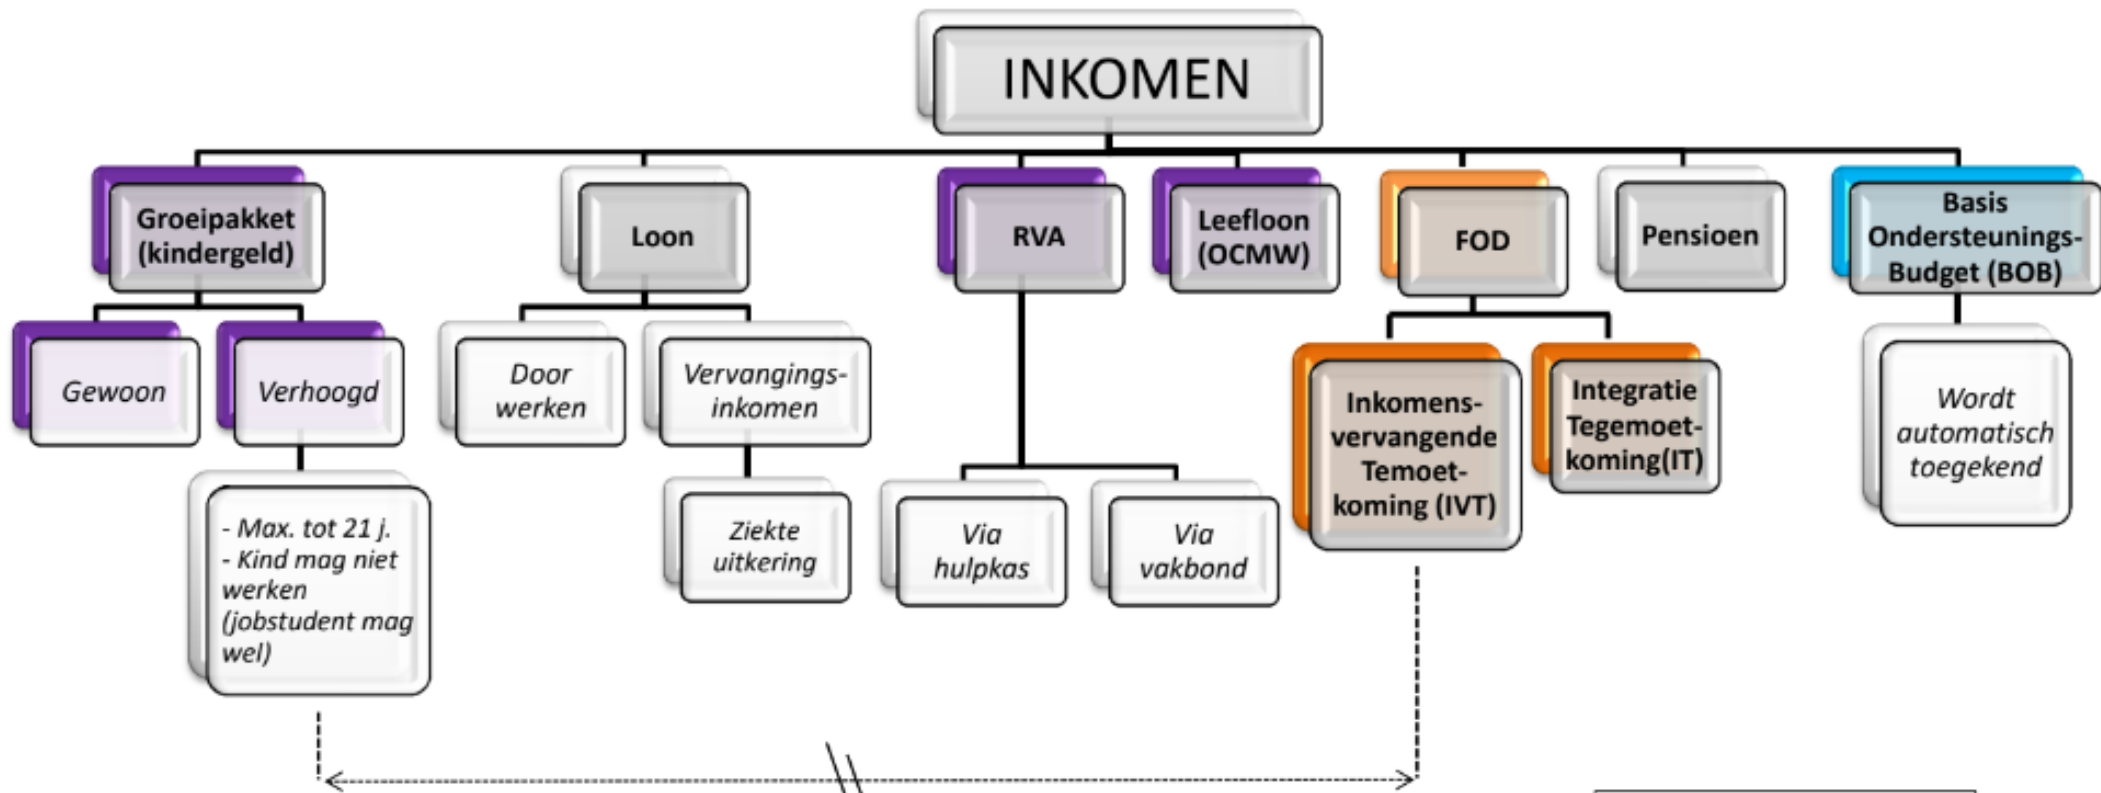 INKOMEN
Groeipakket
(kindergeld)
Loon
RVA
Leefloon
(OCMW)
FOD
Pensioen
Basis
Ondersteunings-
Budget (BOB)
Gewoon
Verhoogd
Door
werken
Vervangings-
inkomen
Inkomens-
vervangende
Temoet-
koming (IVT)
Integratie
Tegemoet-
koming(IT)
Wordt
automatisch
toegekend
- Max. tot 21 j.
- Kind mag niet
werken
(jobstudent mag
wel)
Ziekte
uitkering
Via
hulpkas
Via
vakbond